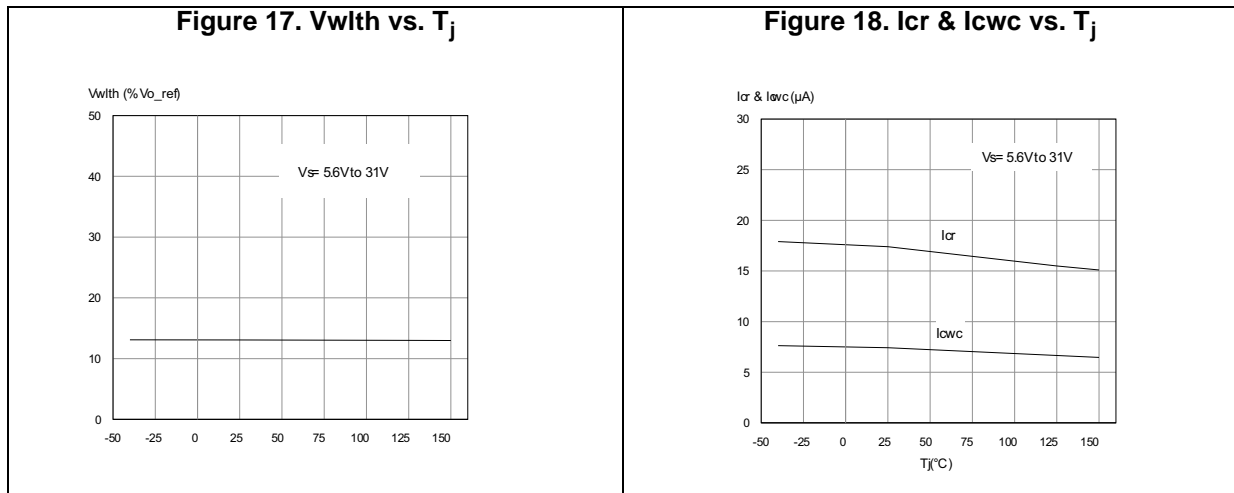 Figure 17. Vwlth vs. Tj
Vwlth (% Vo_ref)
50
40
30
20
10
0
Vs= 5.6V to 31V
-50 -25 0 25 50 75 100 125 150
Figure 18. Icr & Icwc vs. Tj
Icr & Icwc (µA)
30
25
20
15
10
5
0
Vs= 5.6V to 31V
Icr
Icwc
-50 -25 0 25 50 75 100 125 150
Tj(°C)